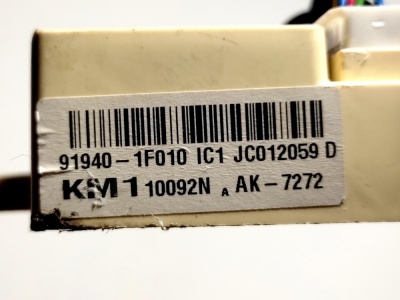 91940-1F010 IC1 JC012059 D
KM1 10092N A AK-7272